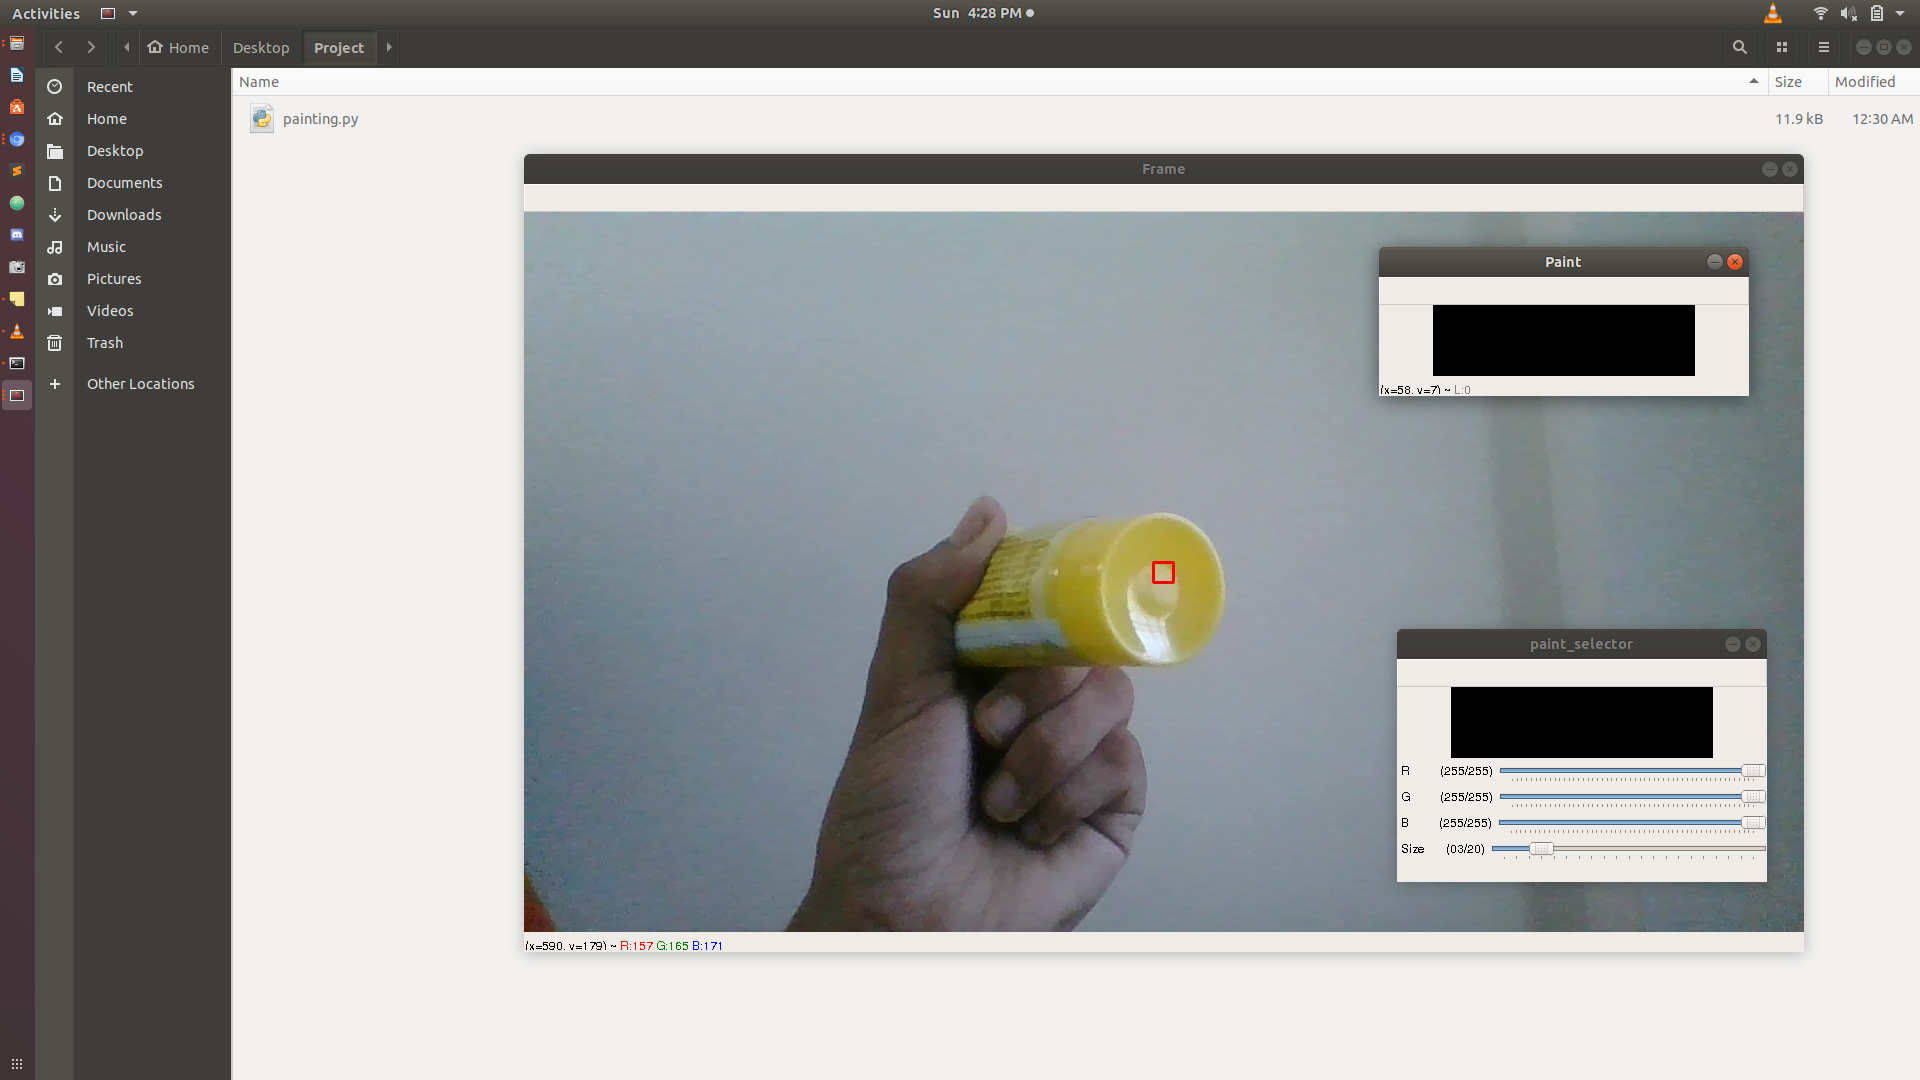 Activities
Sun 4:28 PM
Home
Desktop
Project
Name
Size
Modified
painting.py
11.9 kB
12:30 AM
Recent
Home
Desktop
Documents
Downloads
Music
Pictures
Videos
Trash
Other Locations
Frame
Paint
(x=58, y=7) ~ L:0
paint_selector
R (255/255)
G (255/255)
B (255/255)
Size (03/20)
(x=590, y=179) ~ R:157 G:165 B:171